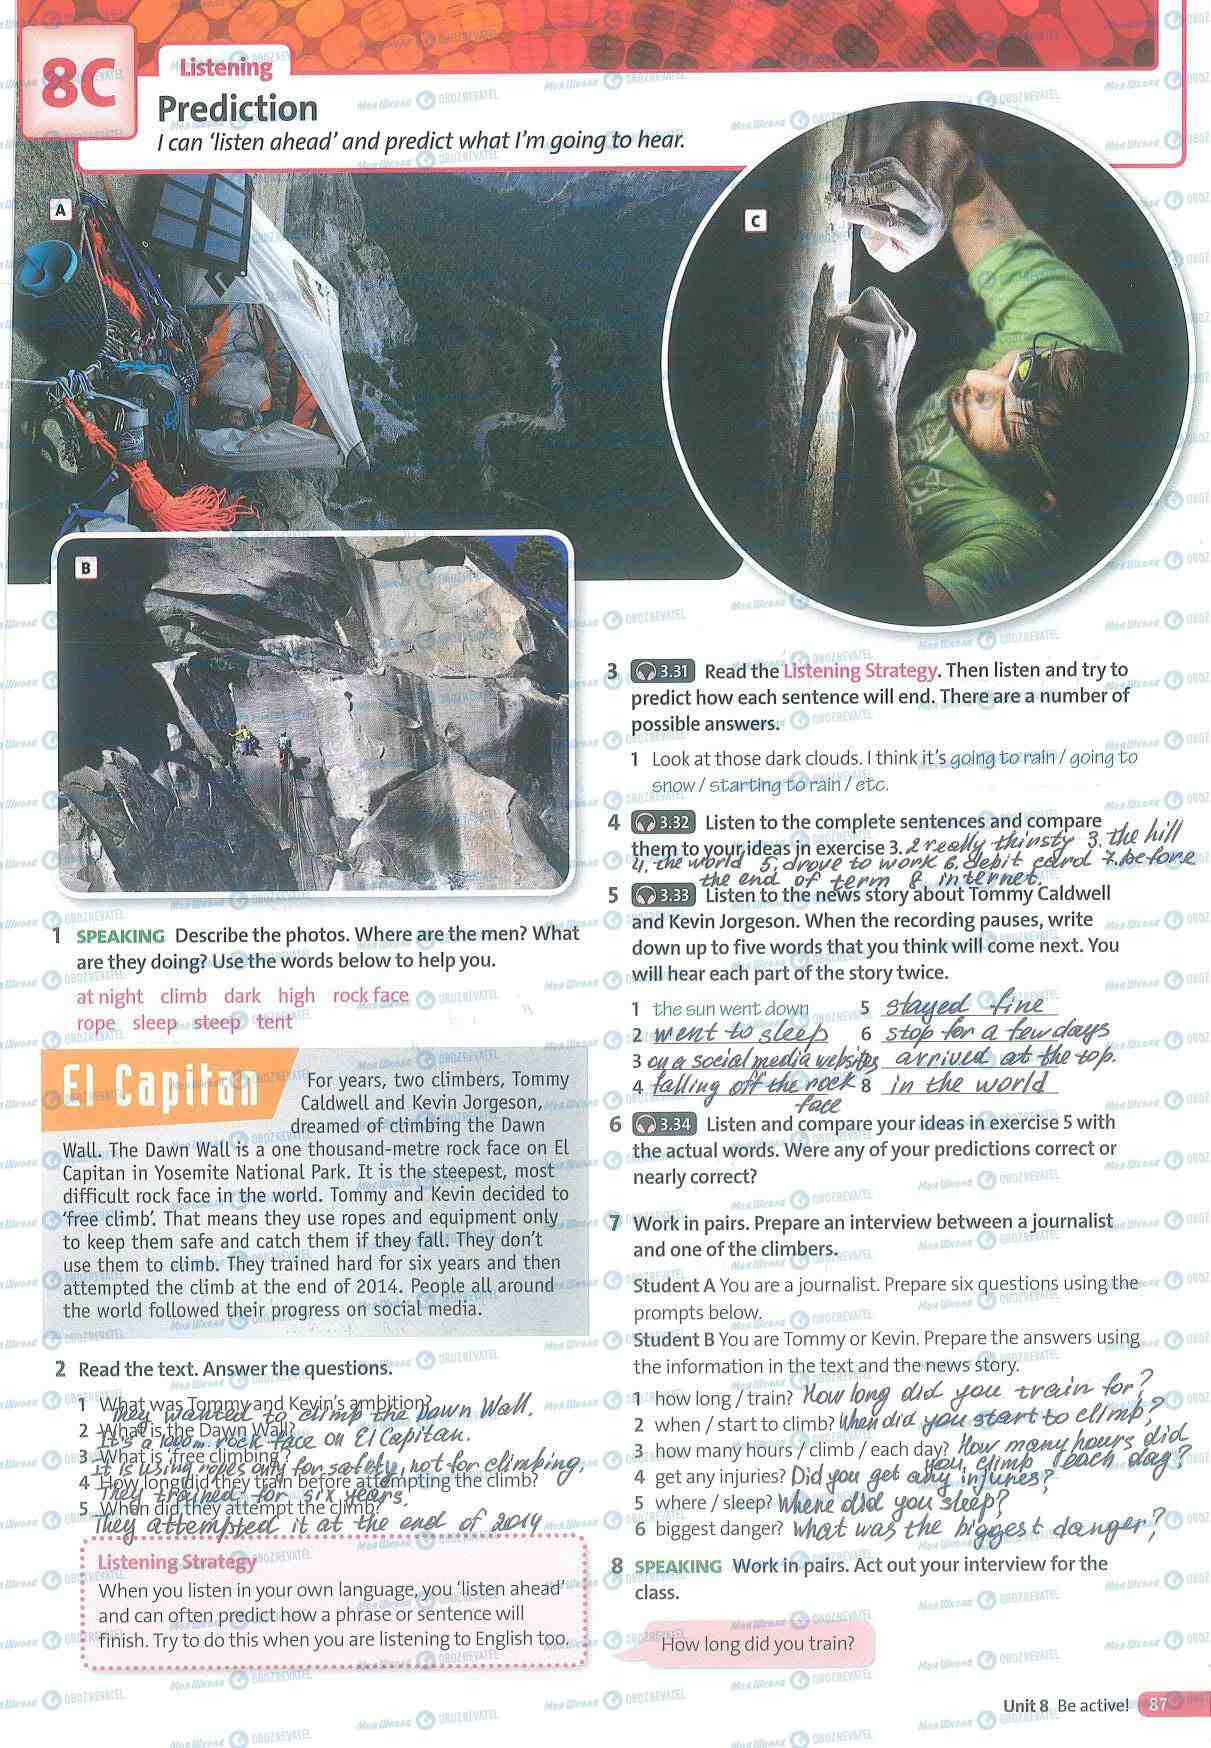 8C
Listening
Prediction
I can 'listen ahead' and predict what I'm going to hear.
A
C
B
1 SPEAKING Describe the photos. Where are the men? What
are they doing? Use the words below to help you.
at night climb dark high rock face
rope sleep steep tent
El Capitan
For years, two climbers, Tommy
Caldwell and Kevin Jorgeson,
dreamed of climbing the Dawn
Wall. The Dawn Wall is a one thousand-metre rock face on El
Capitan in Yosemite National Park. It is the steepest, most
difficult rock face in the world. Tommy and Kevin decided to
'free climb'. That means they use ropes and equipment only
to keep them safe and catch them if they fall. They don't
use them to climb. They trained hard for six years and then
attempted the climb at the end of 2014. People all around
the world followed their progress on social media.
2 Read the text. Answer the questions.
1 What was Tommy and Kevin's ambition?
They wanted to climb the Dawn Wall.
2 What is the Dawn Wall?
It's a 1000m. rock face on El Capitan.
3 What is 'free climbing'?
It is using ropes only for safety, not for climbing.
4 How long did they train before attempting the climb?
They trained for six years.
5 When did they attempt the climb?
They attempted it at the end of 2014
Listening Strategy
When you listen in your own language, you 'listen ahead'
and can often predict how a phrase or sentence will
finish. Try to do this when you are listening to English too.
3 3.31 Read the Listening Strategy. Then listen and try to
predict how each sentence will end. There are a number of
possible answers.
1 Look at those dark clouds. I think it's going to rain / going to
snow / starting to rain / etc.
4 3.32 Listen to the complete sentences and compare
them to your ideas in exercise 3. 2 really thirsty 3. the hill
4. the world 5. drove to work 6. debit card 7. before
the end of term 8 internet.
5 3.33 Listen to the news story about Tommy Caldwell
and Kevin Jorgeson. When the recording pauses, write
down up to five words that you think will come next. You
will hear each part of the story twice.
1 the sun went down 5 stayed fine
2 went to sleep 6 stop for a few days
3 on a social media websites arrived at the top.
4 falling off the rock 8 in the world
face
6 3.34 Listen and compare your ideas in exercise 5 with
the actual words. Were any of your predictions correct or
nearly correct?
7 Work in pairs. Prepare an interview between a journalist
and one of the climbers.
Student A You are a journalist. Prepare six questions using the
prompts below.
Student B You are Tommy or Kevin. Prepare the answers using
the information in the text and the news story.
1 how long / train? How long did you train for?
2 when / start to climb? When did you start to climb?
3 how many hours / climb / each day? How many hours did
you climb each day?
4 get any injuries? Did you get any injures?
5 where / sleep? Where did you sleep?
6 biggest danger? What was the biggest danger?
8 SPEAKING Work in pairs. Act out your interview for the
class.
How long did you train?
Unit 8 Be active! 87